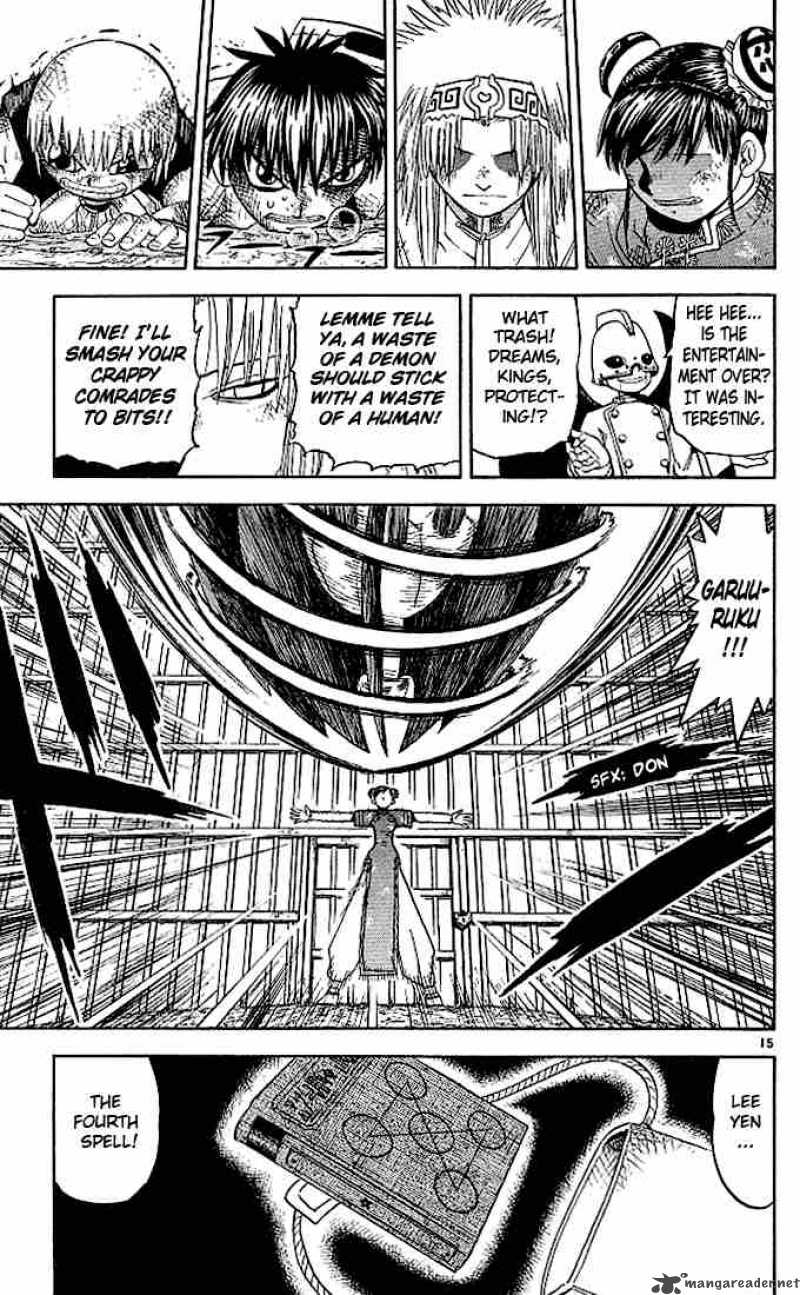 HEE HEE...
IS THE
ENTERTAIN-
MENT OVER?
IT WAS IN-
TERESTING.
WHAT
TRASH!
DREAMS,
KINGS,
PROTECT-
ING!?
LEMME TELL
YA, A WASTE
OF A DEMON
SHOULD STICK
WITH A WASTE
OF A HUMAN!
FINE! I'LL
SMASH YOUR
CRAPPY
COMRADES
TO BITS!!
GARUU-
RUKU
!!!
SFX: DON
15
LEE
YEN
...
THE
FOURTH
SPELL!
mangareader.net